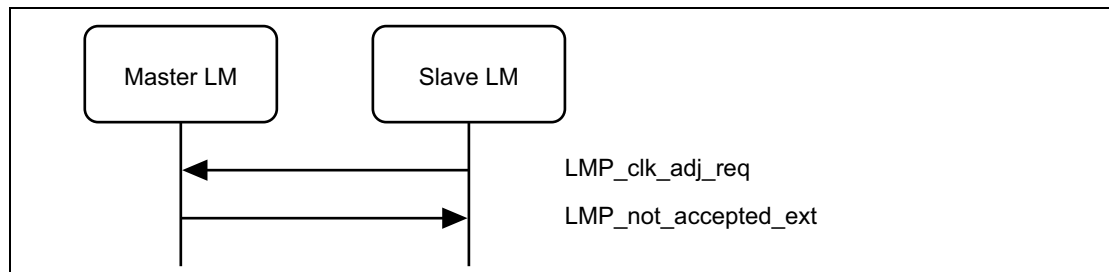 Master LM
Slave LM
LMP_clk_adj_req
LMP_not_accepted_ext